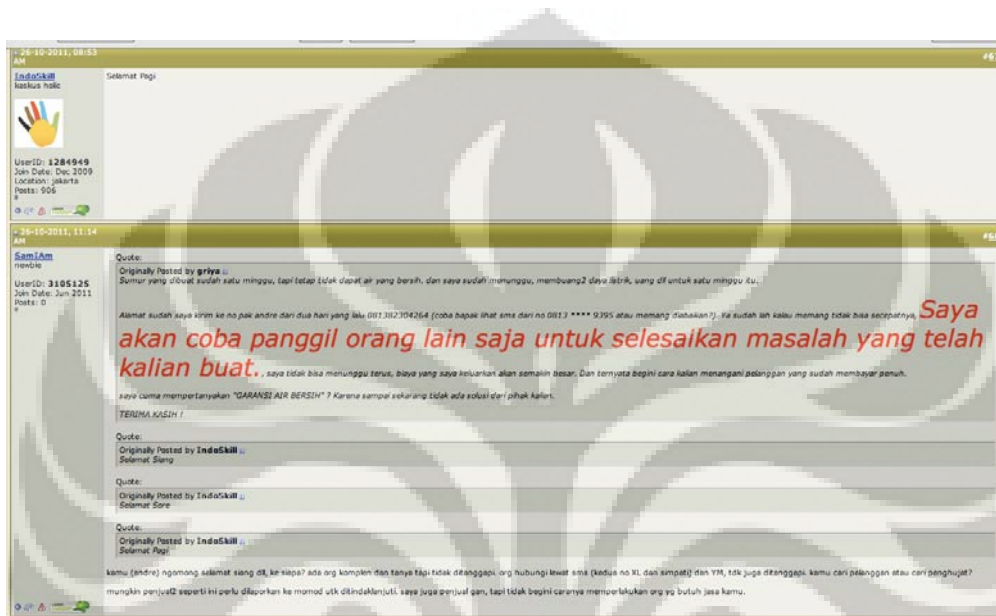 26-10-2011, 08:53
AM
IndoSkill
kaskus holic
Selamat Pagi
UserID: 1284949
Join Date: Dec 2009
Location: jakarta
Posts: 906
26-10-2011, 11:14
AM
SamIAm
newbie
UserID: 3105125
Join Date: Jun 2011
Posts: 0
Quote:
Originally Posted by griya
Sumur yang dibuat sudah satu minggu, tapi tetap tidak dapat air yang bersih, dan saya sudah menunggu, membuang2 daya listrik, uang dll untuk satu minggu itu.
Alamat sudah saya kirim ke no pak andre dari dua hari yang lalu 081382304264 (coba bapak lihat sms dari no 0813 **** 9395 atau memang diabaikan?). Ya sudah lah kalau memang tidak bisa secepatnya, Saya
akan coba panggil orang lain saja untuk selesaikan masalah yang telah
kalian buat. , saya tidak bisa menunggu terus, biaya yang saya keluarkan akan semakin besar. Dan ternyata begini cara kalian menangani pelanggan yang sudah membayar penuh.
saya cuma mempertanyakan "GARANSI AIR BERSIH" ? Karena sampai sekarang tidak ada solusi dari pihak kalian.
TERIMA KASIH !
Quote:
Originally Posted by IndoSkill
Selamat Siang
Quote:
Originally Posted by IndoSkill
Selamat Sore
Quote:
Originally Posted by IndoSkill
Selamat Pagi
kamu (andre) ngomong selamat siang dll, ke siapa? ada org komplen dan tanya tapi tidak ditanggapi. org hubungi lewat sms (kedua no XL dan simpati) dan YM, tdk juga ditanggapi. kamu cari pelanggan atau cari penghujat?
mungkin penjual2 seperti ini perlu dilaporkan ke momod utk ditindaklanjuti. saya juga penjual gan, tapi tidak begini caranya memperlakukan org yg butuh jasa kamu.